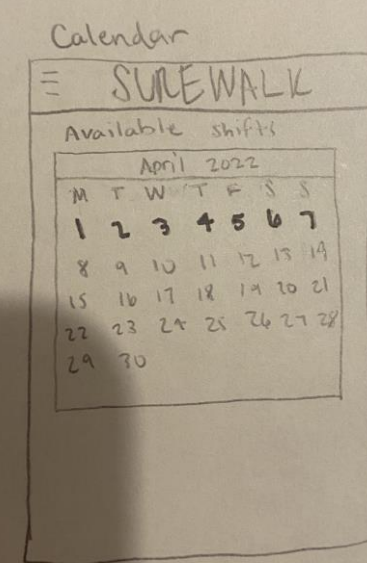 Calendar
SUREWALK
Available shifts
April 2022
M T W T F S S
1 2 3 4 5 6 7
8 9 10 11 12 13 14
15 16 17 18 19 20 21
22 23 24 25 26 27 28
29 30